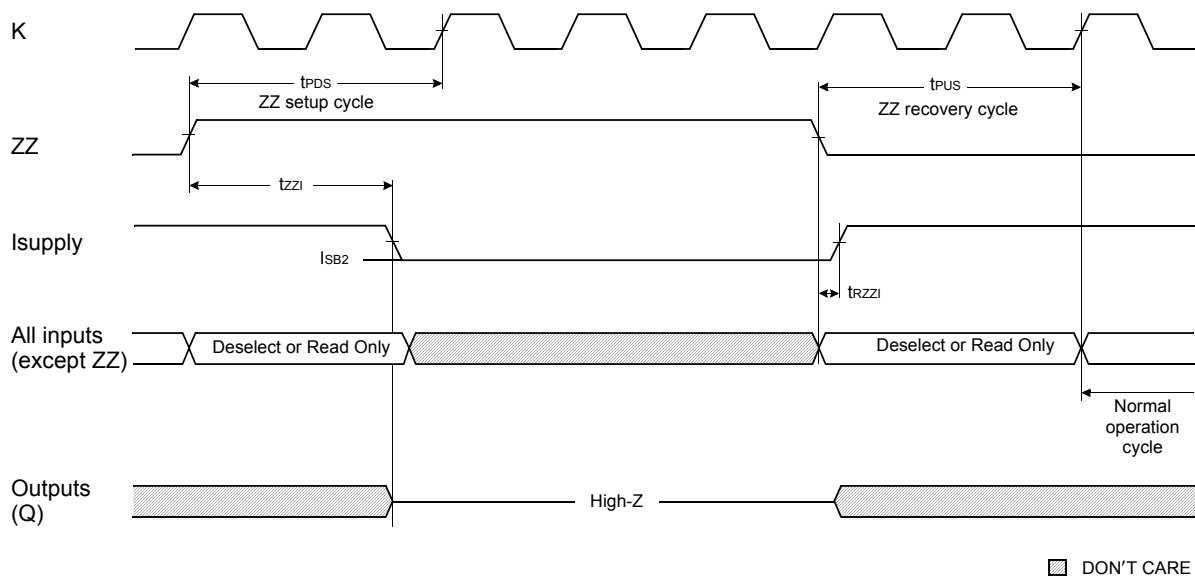 K
tPDS
ZZ setup cycle
tPUS
ZZ recovery cycle
ZZ
tZZI
Isupply
ISB2
tRZZI
All inputs
(except ZZ)
Deselect or Read Only
Deselect or Read Only
Normal
operation
cycle
Outputs
(Q)
High-Z
DON'T CARE